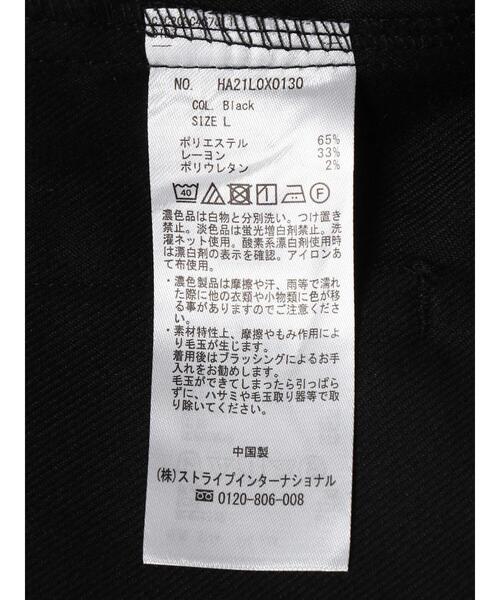 NO. HA21L0X0130
COL. Black
SIZE L
ポリエステル 65%
レーヨン 33%
ポリウレタン 2%
40 F
濃色品は白物と分別洗い。つけ置き
禁止。淡色品は蛍光増白剤禁止。洗
濯ネット使用。酸素系漂白剤使用時
は漂白剤の表示を確認。アイロンあ
て布使用。
・濃色製品は摩擦や汗、雨等で濡れ
た際に他の衣類や小物類に色が移
る事がありますのでご注意くださ
い。
・素材特性上、摩擦やもみ作用によ
り毛玉が生じます。
着用後はブラッシングによるお手
入れをお勧めします。
毛玉ができてしまったら引っぱら
ずに、ハサミや毛玉取り器等で取
り除いてください。
中国製
(株)ストライプインターナショナル
0120-806-008